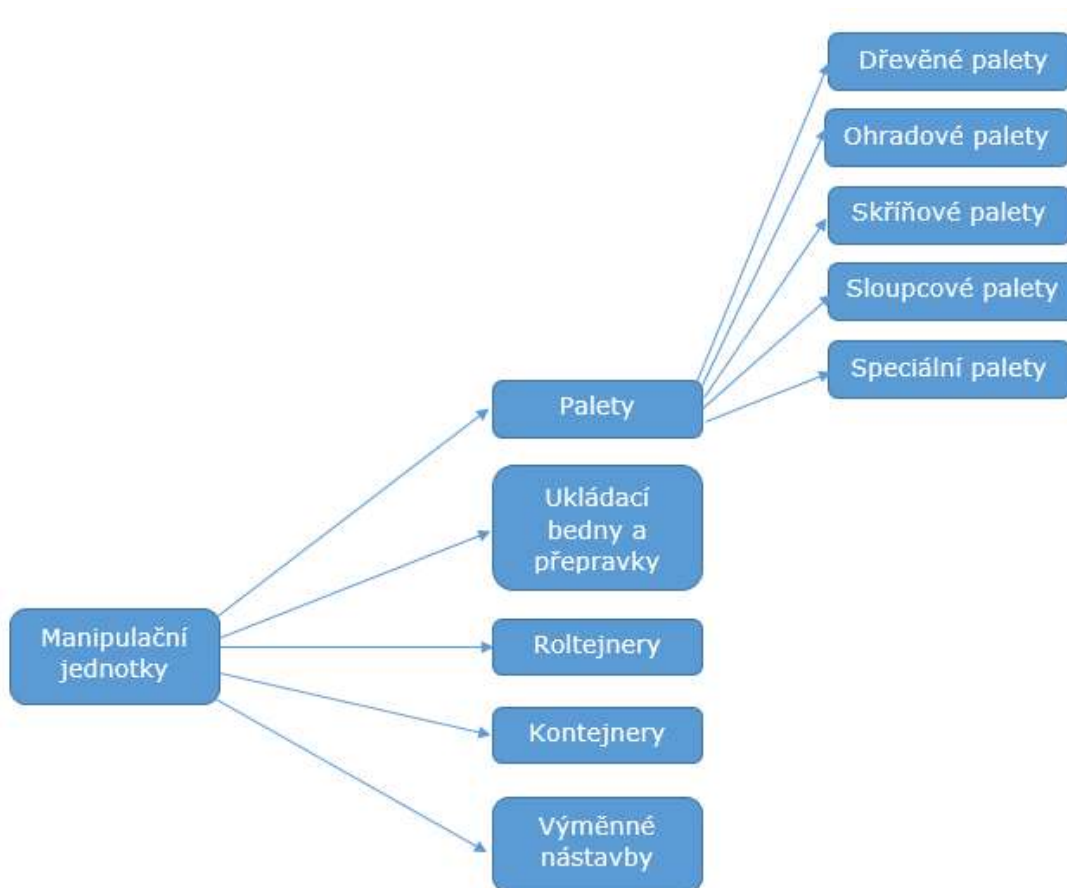 Dřevěné palety
Ohradové palety
Skříňové palety
Sloupcové palety
Speciální palety
Palety
Ukládací
bedny a
přepravky
Manipulační
jednotky
Roltejnery
Kontejnery
Výměnné
nástavby